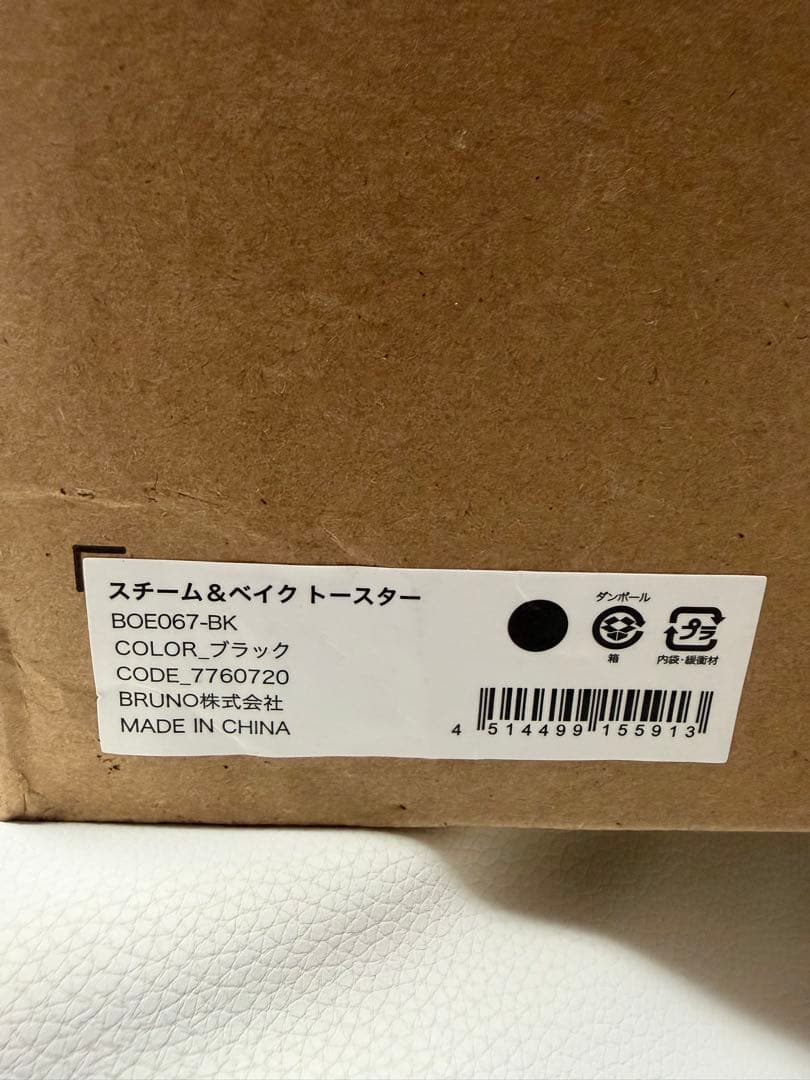 スチーム&ベイク トースター
BOE067-BK
COLOR_ブラック
CODE_7760720
BRUNO株式会社
MADE IN CHINA
ダンボール
箱
プラ
内袋・緩衝材
4 514499 155913